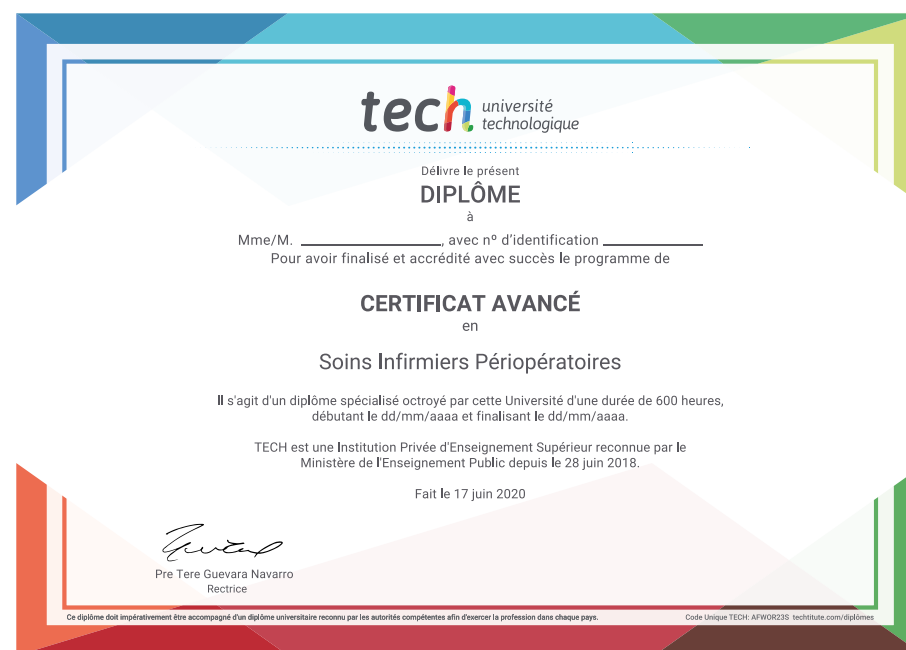 tech université
technologique
Délivre le présent
DIPLÔME
à
Mme/M. ____________________, avec nº d'identification ______________
Pour avoir finalisé et accrédité avec succès le programme de
CERTIFICAT AVANCÉ
en
Soins Infirmiers Périopératoires
Il s'agit d'un diplôme spécialisé octroyé par cette Université d'une durée de 600 heures,
débutant le dd/mm/aaaa et finalisant le dd/mm/aaaa.
TECH est une Institution Privée d'Enseignement Supérieur reconnue par le
Ministère de l'Enseignement Public depuis le 28 juin 2018.
Fait le 17 juin 2020
Pre Tere Guevara Navarro
Rectrice
Ce diplôme doit impérativement être accompagné d'un diplôme universitaire reconnu par les autorités compétentes afin d'exercer la profession dans chaque pays.
Code Unique TECH: AFWOR23S techtitute.com/diplômes